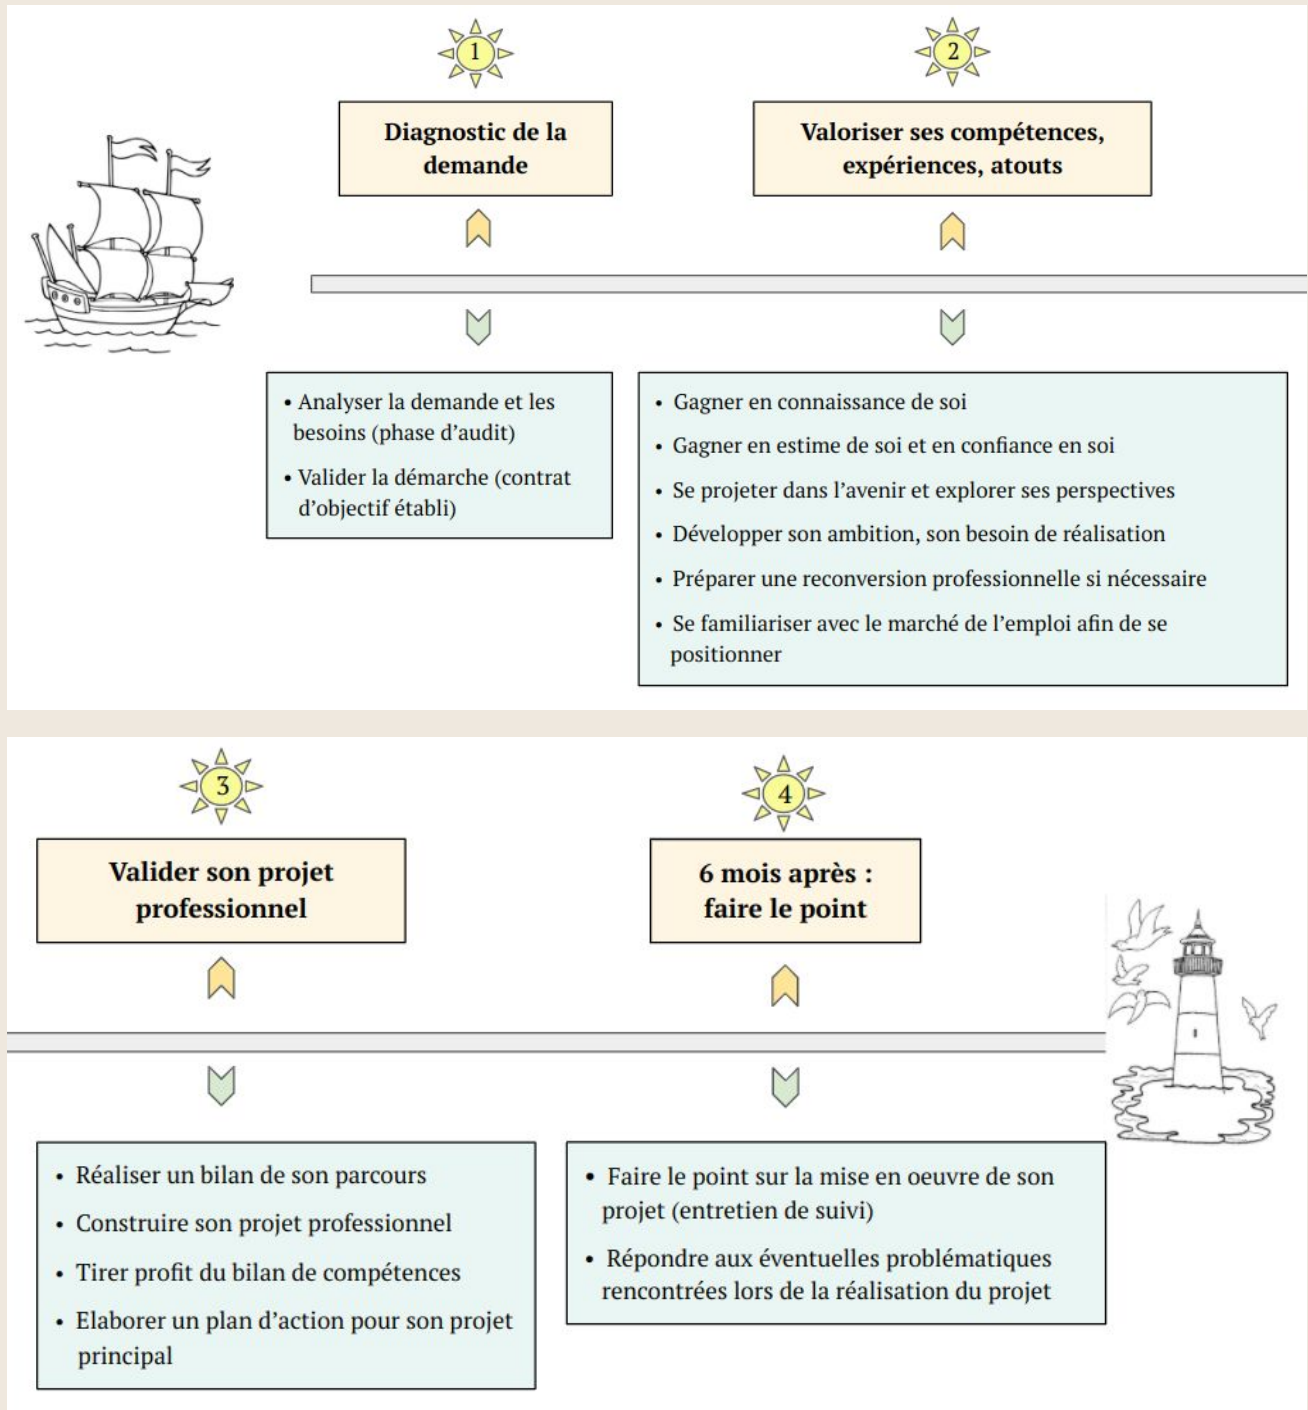 1
Diagnostic de la
demande
• Analyser la demande et les
besoins (phase d’audit)
• Valider la démarche (contrat
d’objectif établi)
2
Valoriser ses compétences,
expériences, atouts
• Gagner en connaissance de soi
• Gagner en estime de soi et en confiance en soi
• Se projeter dans l’avenir et explorer ses perspectives
• Développer son ambition, son besoin de réalisation
• Préparer une reconversion professionnelle si nécessaire
• Se familiariser avec le marché de l’emploi afin de se
positionner
3
Valider son projet
professionnel
• Réaliser un bilan de son parcours
• Construire son projet professionnel
• Tirer profit du bilan de compétences
• Elaborer un plan d’action pour son projet
principal
4
6 mois après :
faire le point
• Faire le point sur la mise en oeuvre de son
projet (entretien de suivi)
• Répondre aux éventuelles problématiques
rencontrées lors de la réalisation du projet